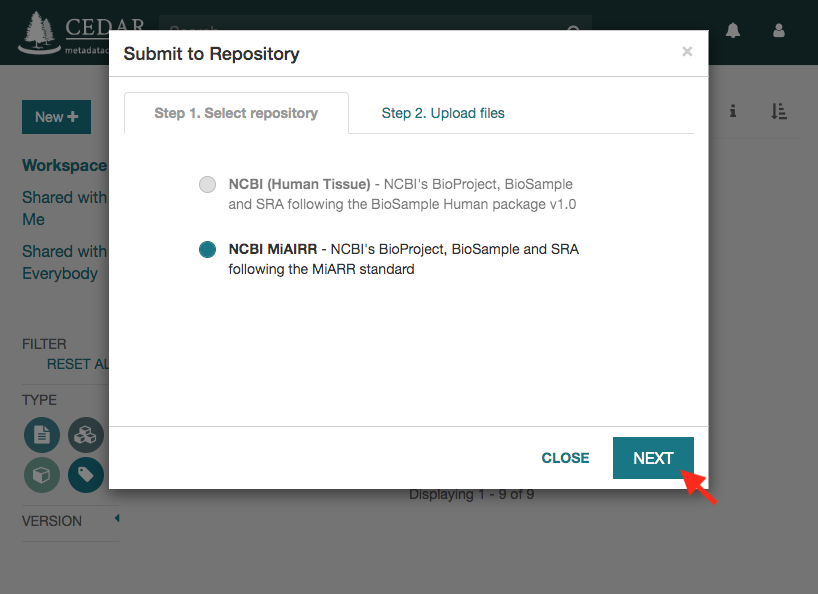 CEDAR
Search
metadatac
Submit to Repository
×
New +
Step 1. Select repository
Step 2. Upload files
Workspace
Shared with
Me
Shared with
Everybody
NCBI (Human Tissue) - NCBI's BioProject, BioSample
and SRA following the BioSample Human package v1.0
NCBI MiAIRR - NCBI's BioProject, BioSample and SRA
following the MiARR standard
FILTER
RESET AL
TYPE
VERSION
CLOSE
NEXT
Displaying 1 - 9 of 9